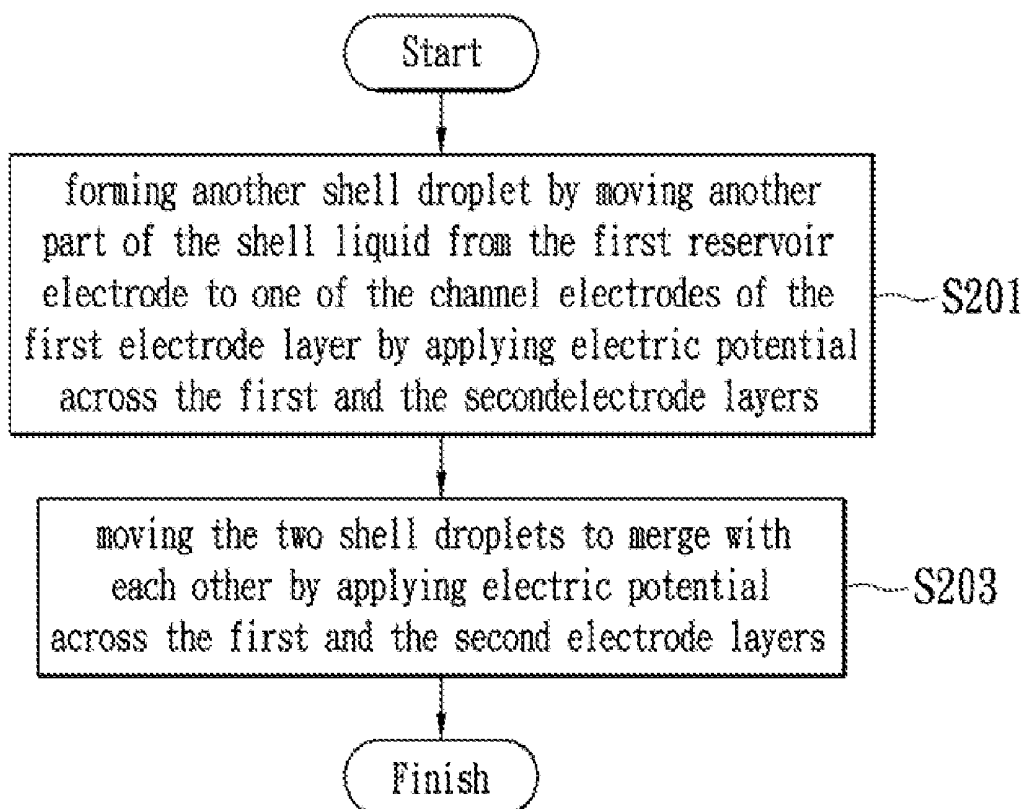 Start
forming another shell droplet by moving another
part of the shell liquid from the first reservoir
electrode to one of the channel electrodes of the
first electrode layer by applying electric potential
across the first and the secondelectrode layers
S201
moving the two shell droplets to merge with
each other by applying electric potential
across the first and the second electrode layers
S203
Finish